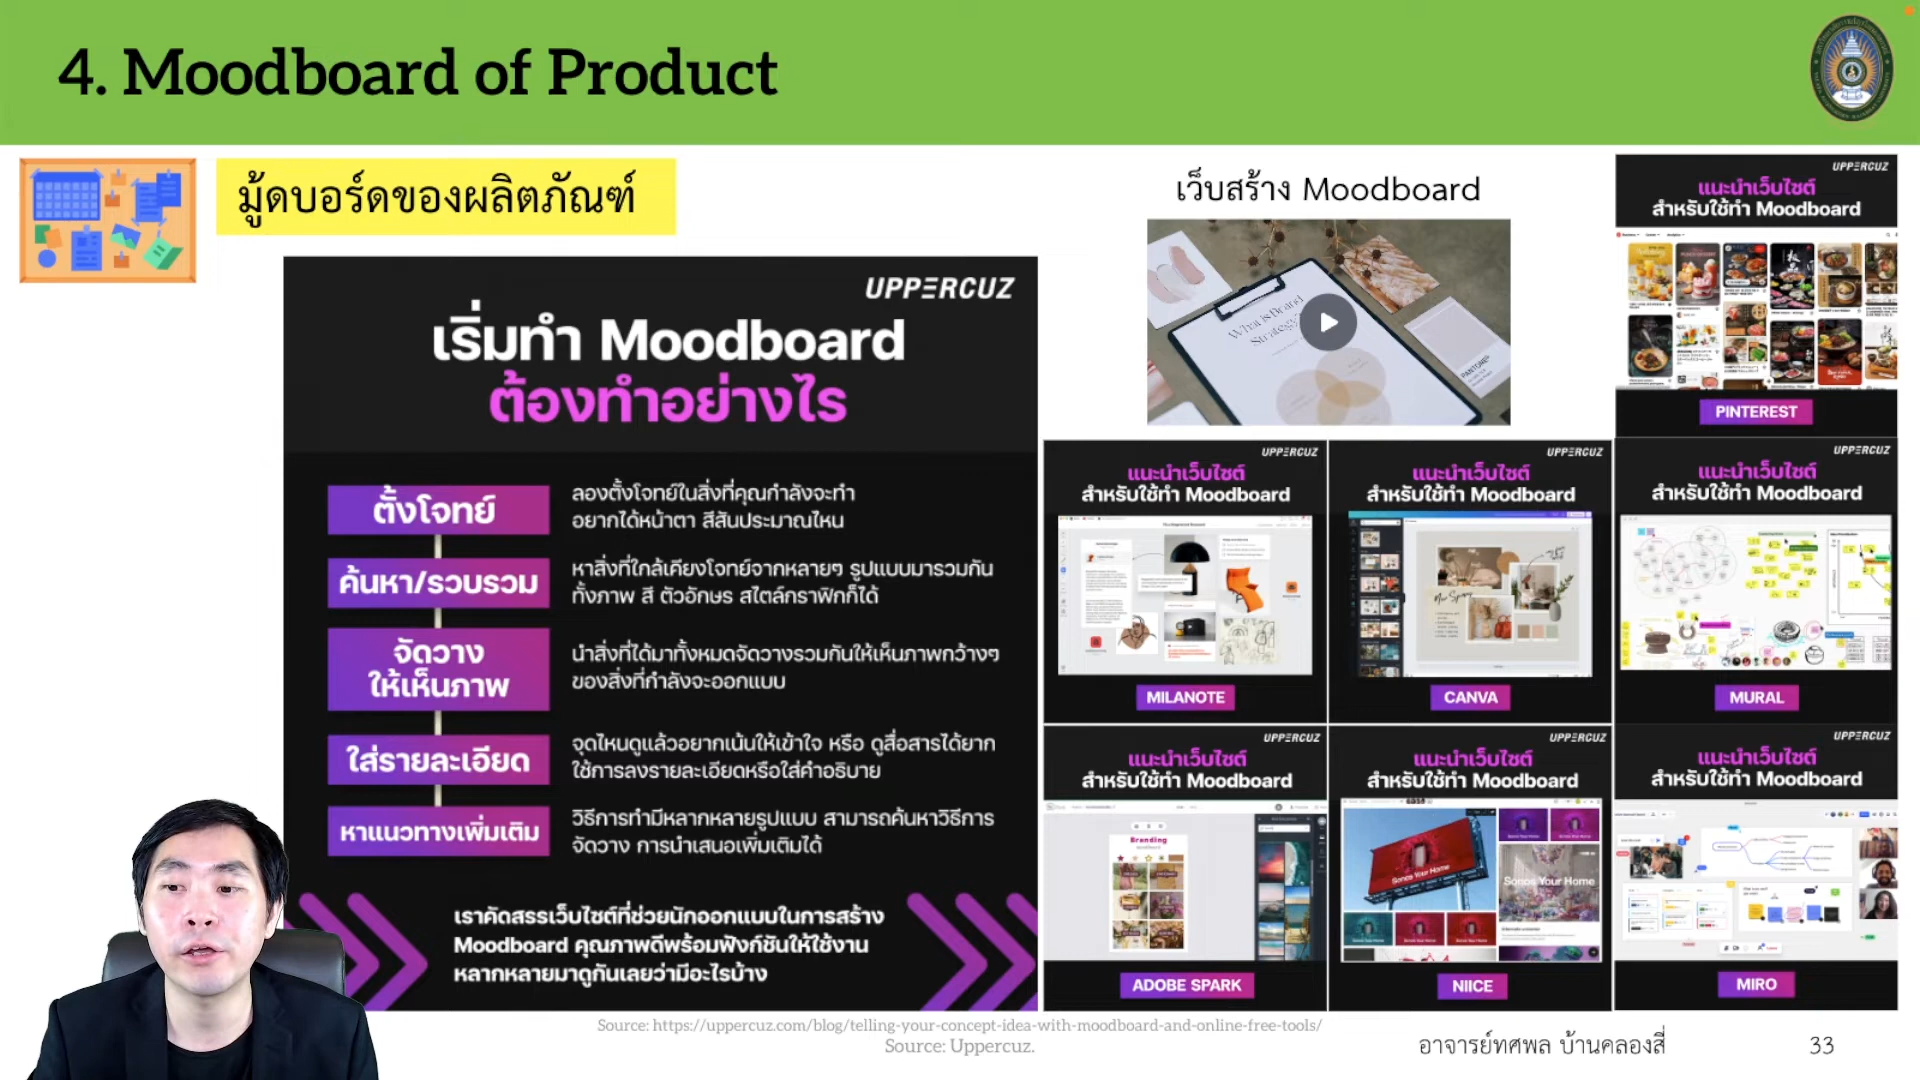 4. Moodboard of Product
มู้ดบอร์ดของผลิตภัณฑ์
UPPERCUZ
เริ่มทำ Moodboard
ต้องทำอย่างไร
ตั้งโจทย์
ลองตั้งโจทย์ในสิ่งที่คุณกำลังจะทำ
อยากได้หน้าตา สีสันประมาณไหน
ค้นหา/รวบรวม
หาสิ่งที่ใกล้เคียงโจทย์จากหลายๆ รูปแบบมารวมกัน
ทั้งภาพ สี ตัวอักษร สไตล์กราฟิกก็ได้
จัดวาง
ให้เห็นภาพ
นำสิ่งที่ได้มาทั้งหมดจัดวางรวมกันให้เห็นภาพกว้างๆ
ของสิ่งที่กำลังจะออกแบบ
ใส่รายละเอียด
จุดไหนดูแล้วอยากเน้นให้เข้าใจ หรือ ดูสื่อสารได้ยาก
ใช้การลงรายละเอียดหรือใส่คำอธิบาย
หาแนวทางเพิ่มเติม
วิธีการทำมีหลากหลายรูปแบบ สามารถค้นหาวิธีการ
จัดวาง การนำเสนอเพิ่มเติมได้
เราคัดสรรเว็บไซต์ที่ช่วยนักออกแบบในการสร้าง
Moodboard คุณภาพดีพร้อมฟังก์ชันให้ใช้งาน
หลากหลายมาดูกันเลยว่ามีอะไรบ้าง
เว็บสร้าง Moodboard
What is Brand
Strategy?
PANTONE
UPPERCUZ
แนะนำเว็บไซต์
สำหรับใช้ทำ Moodboard
PINTEREST
UPPERCUZ
แนะนำเว็บไซต์
สำหรับใช้ทำ Moodboard
MILANOTE
UPPERCUZ
แนะนำเว็บไซต์
สำหรับใช้ทำ Moodboard
CANVA
UPPERCUZ
แนะนำเว็บไซต์
สำหรับใช้ทำ Moodboard
MURAL
UPPERCUZ
แนะนำเว็บไซต์
สำหรับใช้ทำ Moodboard
Branding
ADOBE SPARK
UPPERCUZ
แนะนำเว็บไซต์
สำหรับใช้ทำ Moodboard
Sonos Your Home
Sonos Your Home
NIICE
UPPERCUZ
แนะนำเว็บไซต์
สำหรับใช้ทำ Moodboard
MIRO
Source: https://uppercuz.com/blog/telling-your-concept-idea-with-moodboard-and-online-free-tools/
Source: Uppercuz.
อาจารย์ทศพล บ้านคลองสี่
33